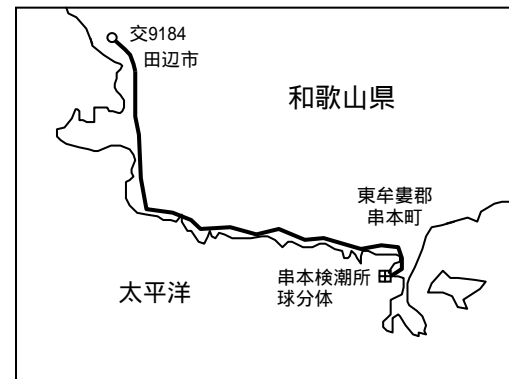 交9184
田辺市
和歌山県
東牟婁郡
串本町
串本検潮所
球分体
太平洋